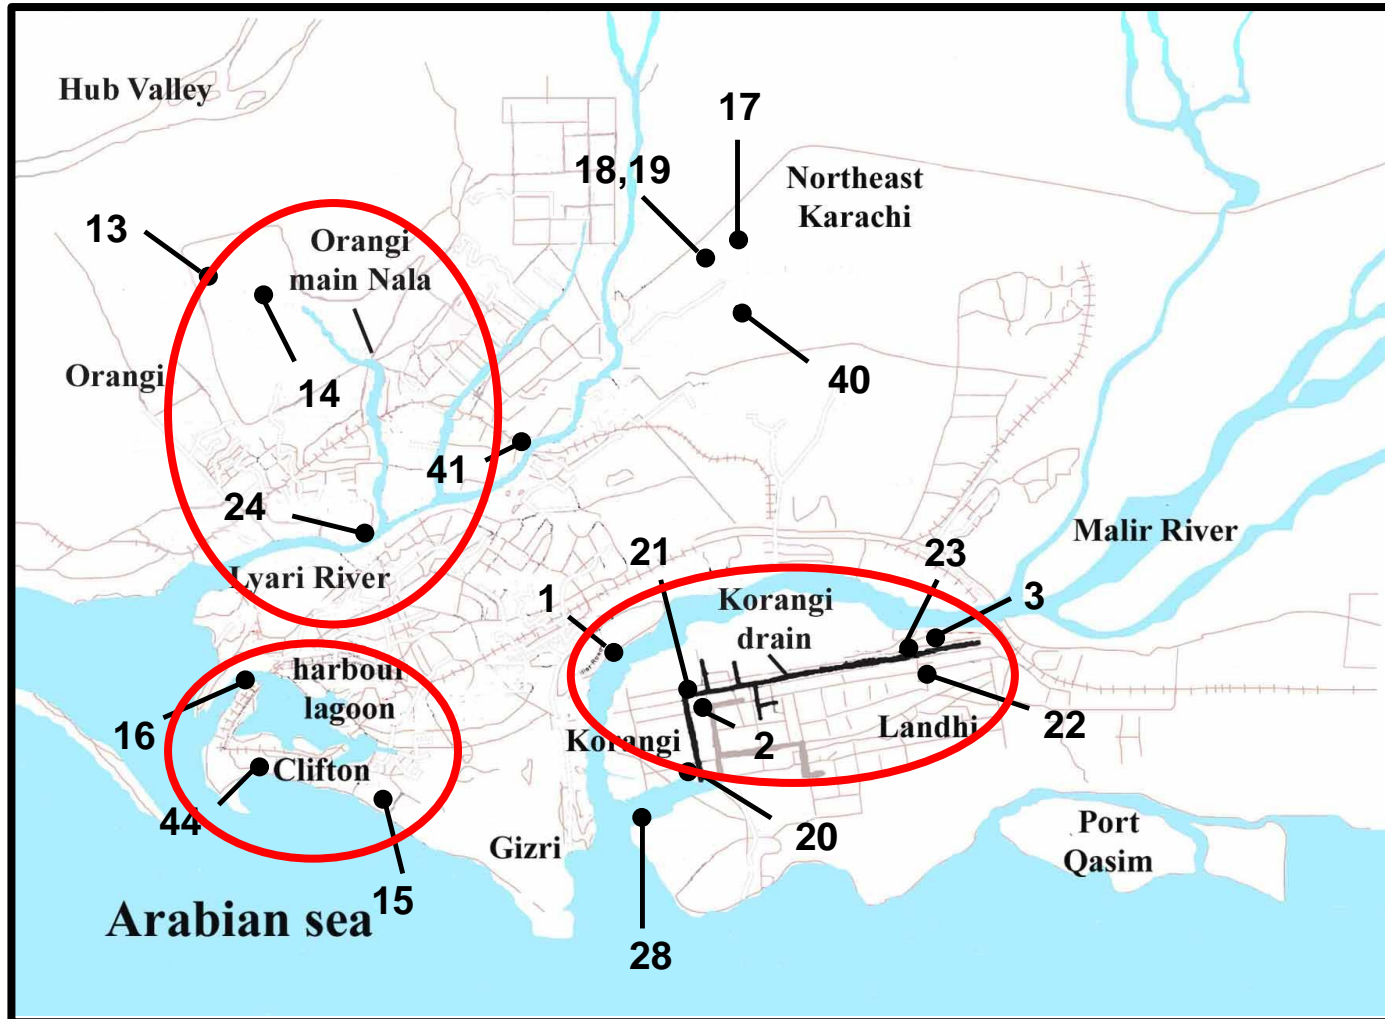 Hub Valley
17
18,19
Northeast
Karachi
13
Orangi
main Nala
Orangi
14
40
41
24
Lyari River
Malir River
21
23
1
Korangi
drain
3
harbour
lagoon
16
Korangi
2
Landhi
22
Clifton
44
20
Gizri
Port
Qasim
15
Arabian sea
28